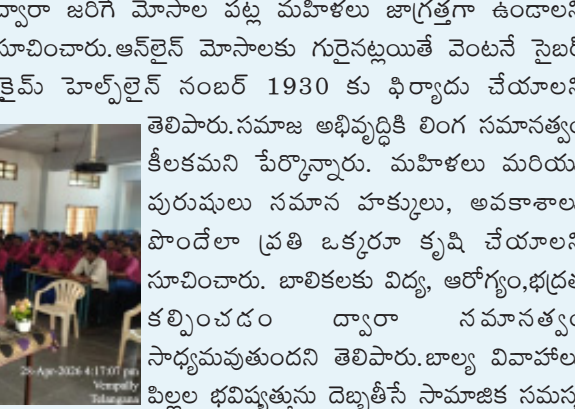 ద్వారా జరిగే మోసాల పట్ల మహిళలు జాగ్రత్తగా ఉండాలని
సూచించారు.ఆన్‌లైన్ మోసాలకు గురైనట్లయితే వెంటనే సైబర్
క్రైమ్ హెల్ప్‌లైన్ నంబర్ 1930 కు ఫిర్యాదు చేయాలని
తెలిపారు.సమాజ అభివృద్ధికి లింగ సమానత్వం
కీలకమని పేర్కొన్నారు. మహిళలు మరియు
పురుషులు సమాన హక్కులు, అవకాశాలు
పొందేలా ప్రతి ఒక్కరూ కృషి చేయాలని
సూచించారు. బాలికలకు విద్య, ఆరోగ్యం,భద్రత
కల్పించడం ద్వారా సమానత్వం
సాధ్యమవుతుందని తెలిపారు.బాల్య వివాహాలు
పిల్లల భవిష్యత్తును దెబ్బతీసే సామాజిక సమస్య
28-Apr-2026 4:17:07 pm
Vempally
Telangana